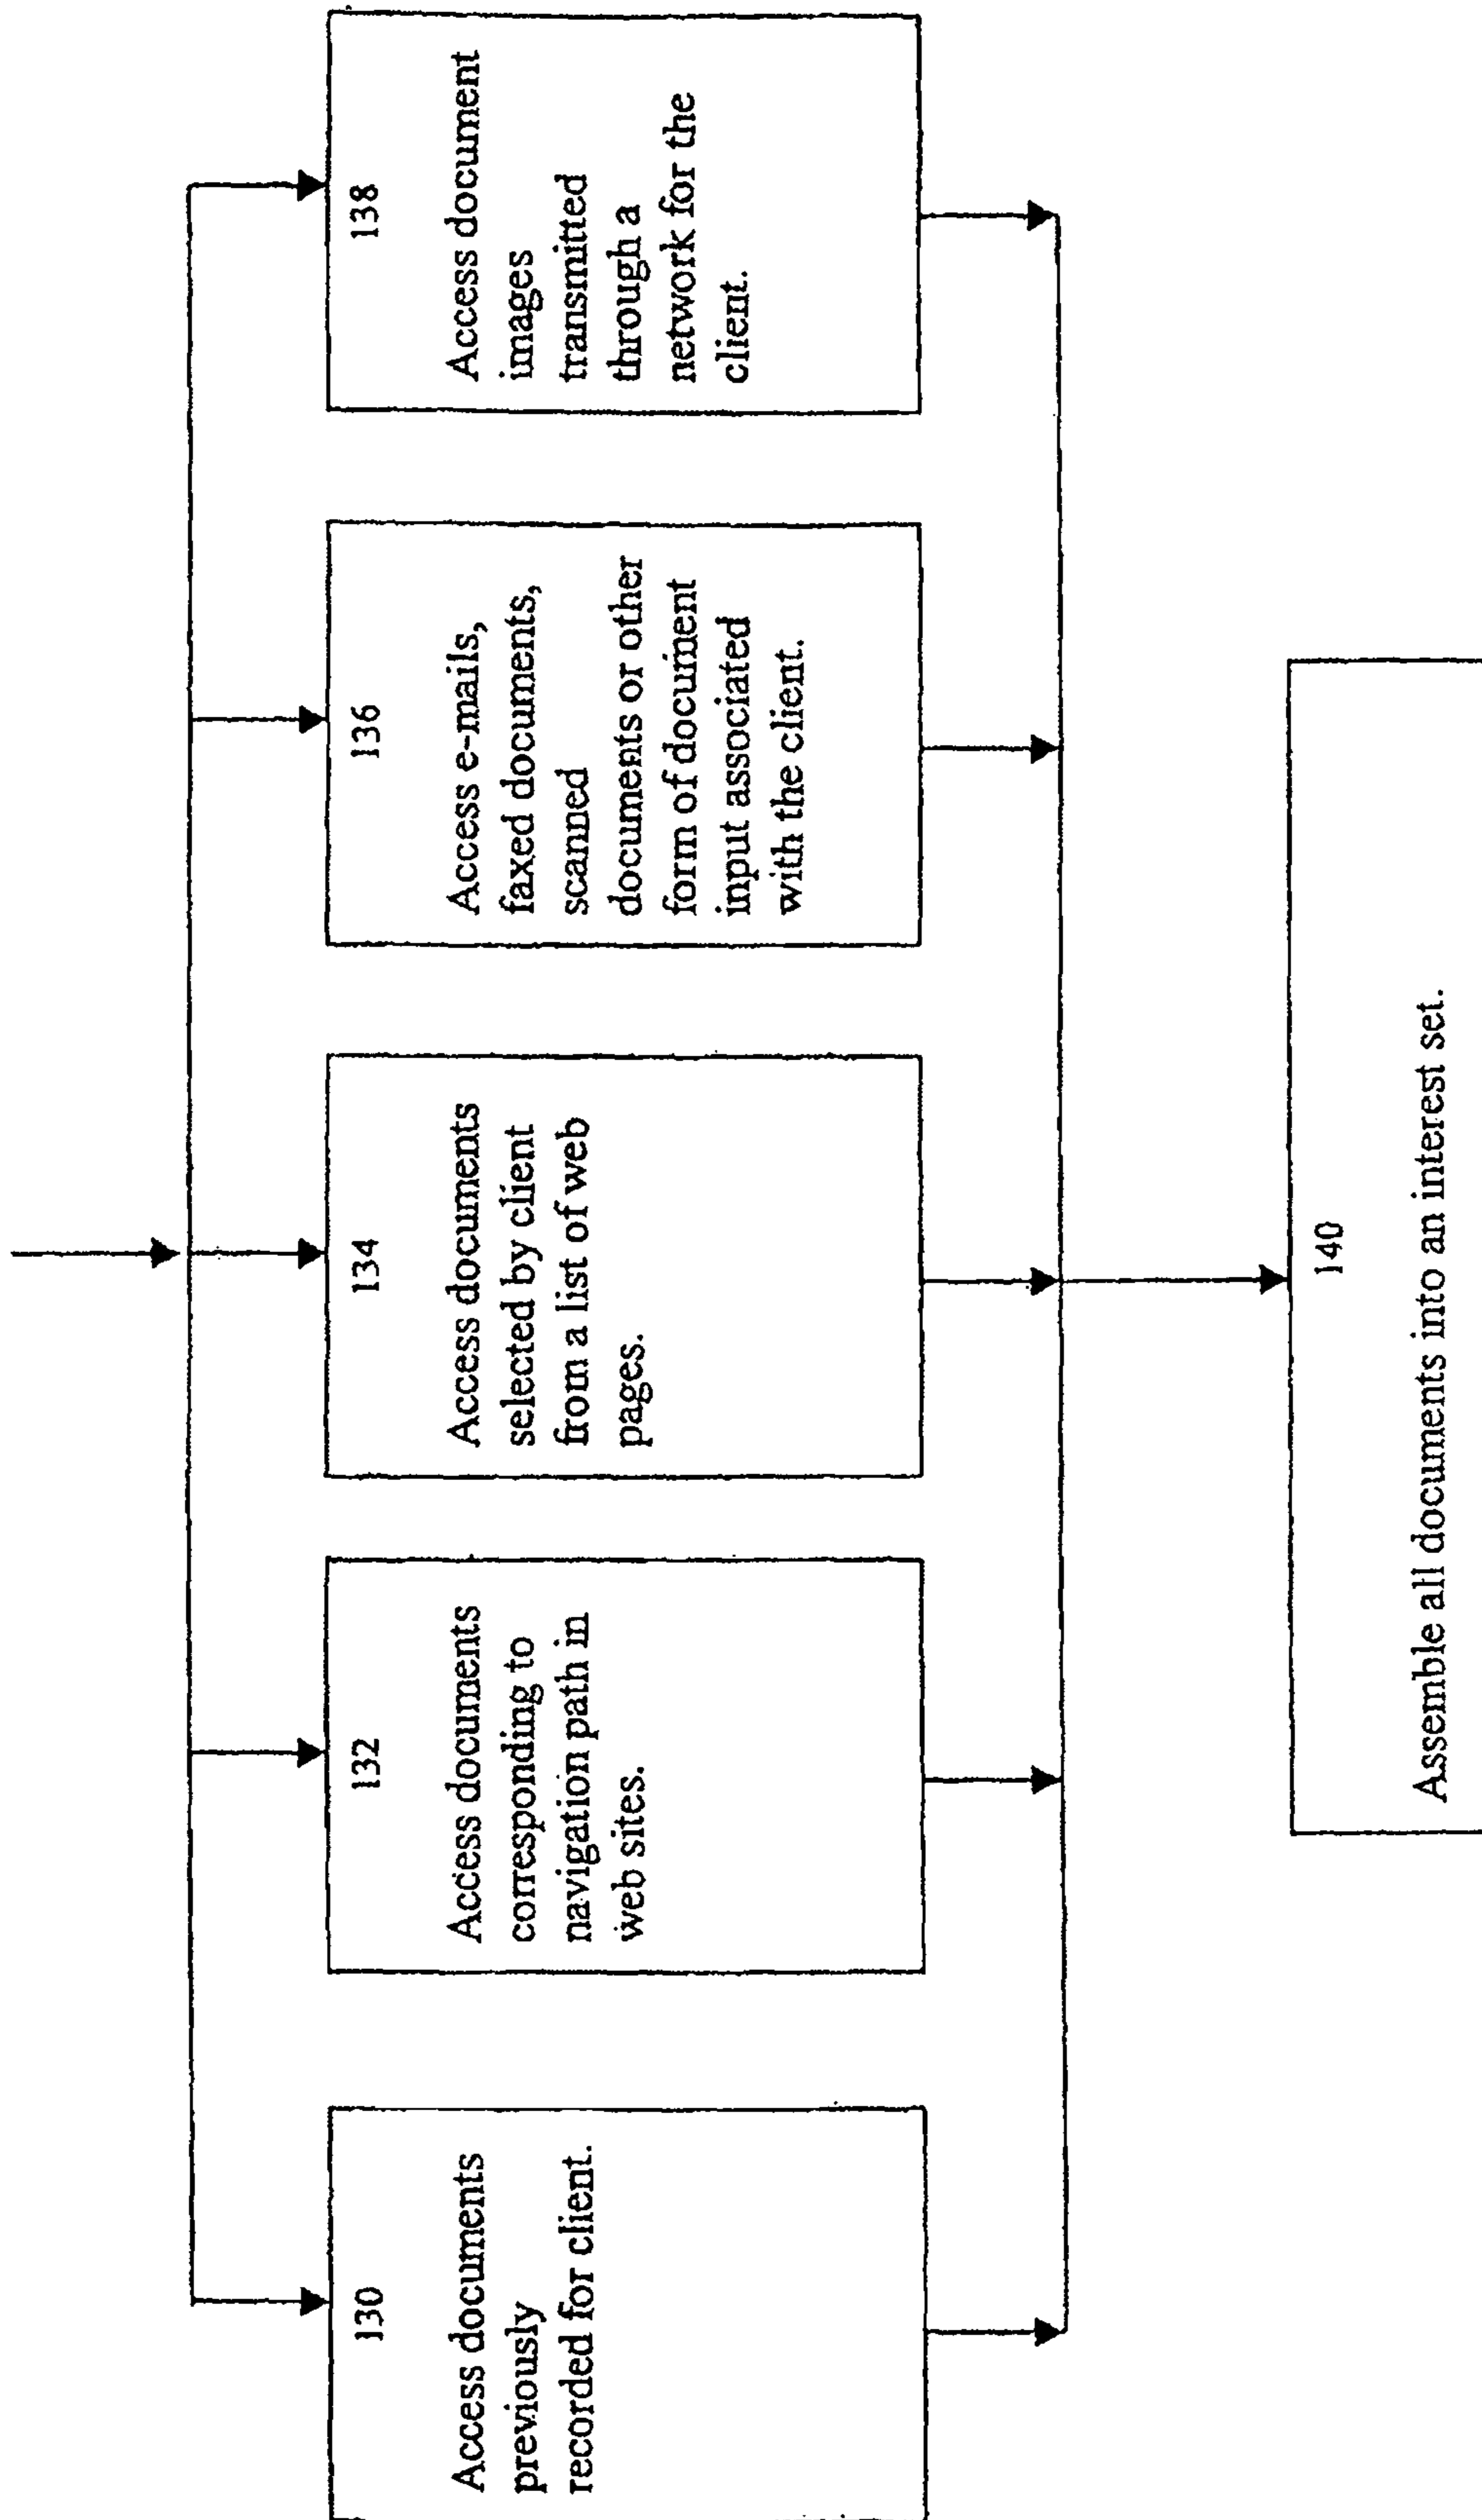 130
Access documents
previously
recorded for client.
132
Access documents
corresponding to
navigation path in
web sites.
134
Access documents
selected by client
from a list of web
pages.
136
Access e-mails,
faxed documents,
scanned
documents or other
form of document
input associated
with the client.
138
Access document
images
transmitted
through a
network for the
client.
140
Assemble all documents into an interest set.